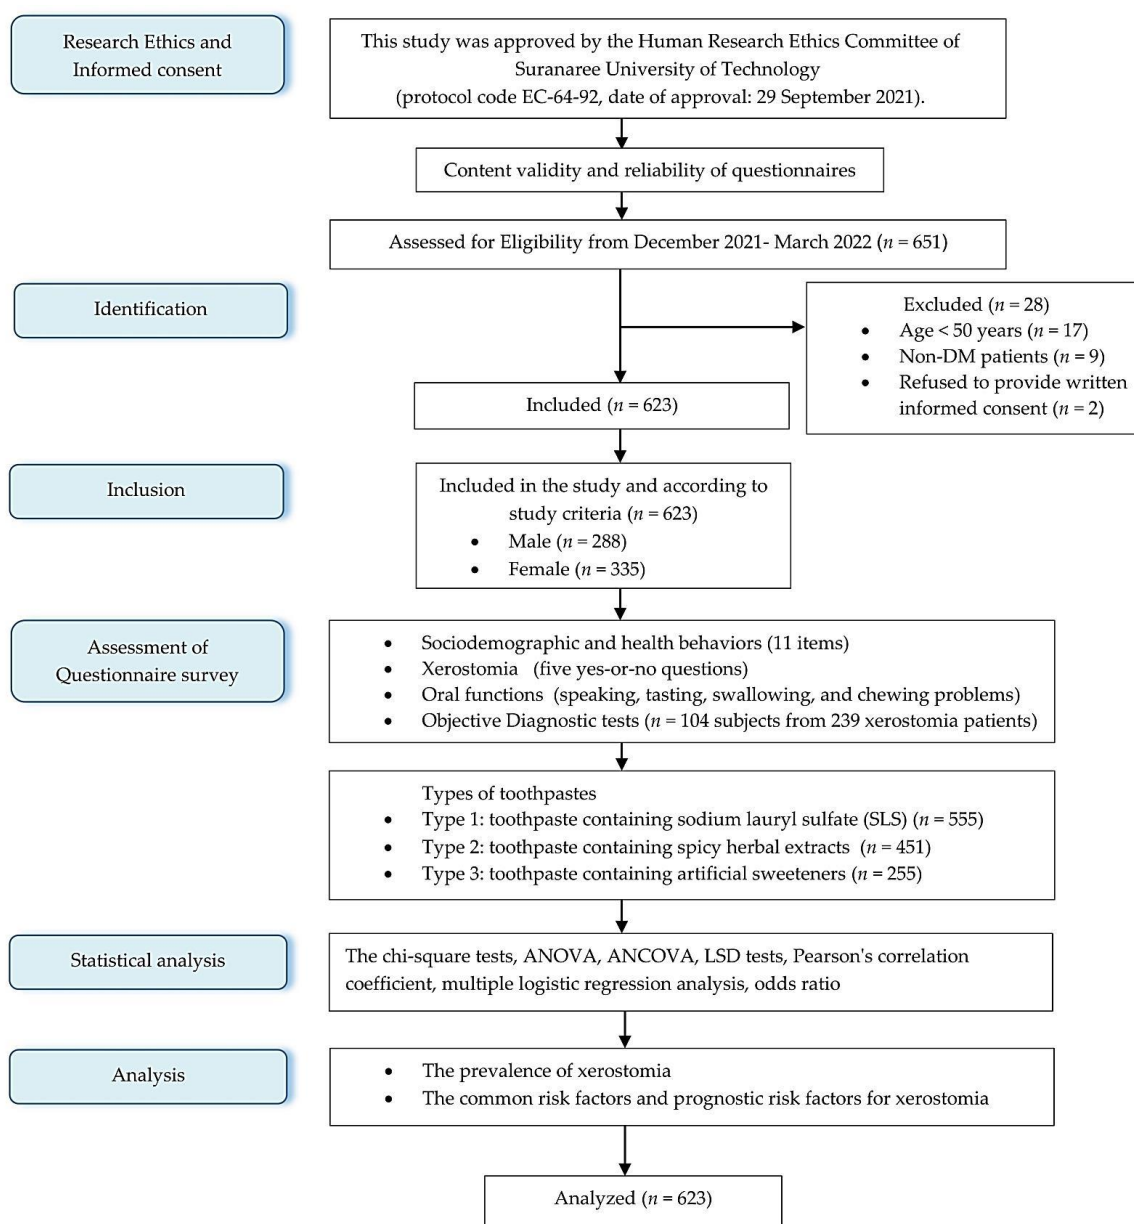 Research Ethics and
Informed consent
This study was approved by the Human Research Ethics Committee of
Suranaree University of Technology
(protocol code EC-64-92, date of approval: 29 September 2021).
Content validity and reliability of questionnaires
Assessed for Eligibility from December 2021- March 2022 (n = 651)
Identification
Excluded (n = 28)
• Age < 50 years (n = 17)
• Non-DM patients (n = 9)
• Refused to provide written
informed consent (n = 2)
Included (n = 623)
Inclusion
Included in the study and according to
study criteria (n = 623)
• Male (n = 288)
• Female (n = 335)
Assessment of
Questionnaire survey
• Sociodemographic and health behaviors (11 items)
• Xerostomia (five yes-or-no questions)
• Oral functions (speaking, tasting, swallowing, and chewing problems)
• Objective Diagnostic tests (n = 104 subjects from 239 xerostomia patients)
Types of toothpastes
• Type 1: toothpaste containing sodium lauryl sulfate (SLS) (n = 555)
• Type 2: toothpaste containing spicy herbal extracts (n = 451)
• Type 3: toothpaste containing artificial sweeteners (n = 255)
Statistical analysis
The chi-square tests, ANOVA, ANCOVA, LSD tests, Pearson's correlation
coefficient, multiple logistic regression analysis, odds ratio
Analysis
• The prevalence of xerostomia
• The common risk factors and prognostic risk factors for xerostomia
Analyzed (n = 623)